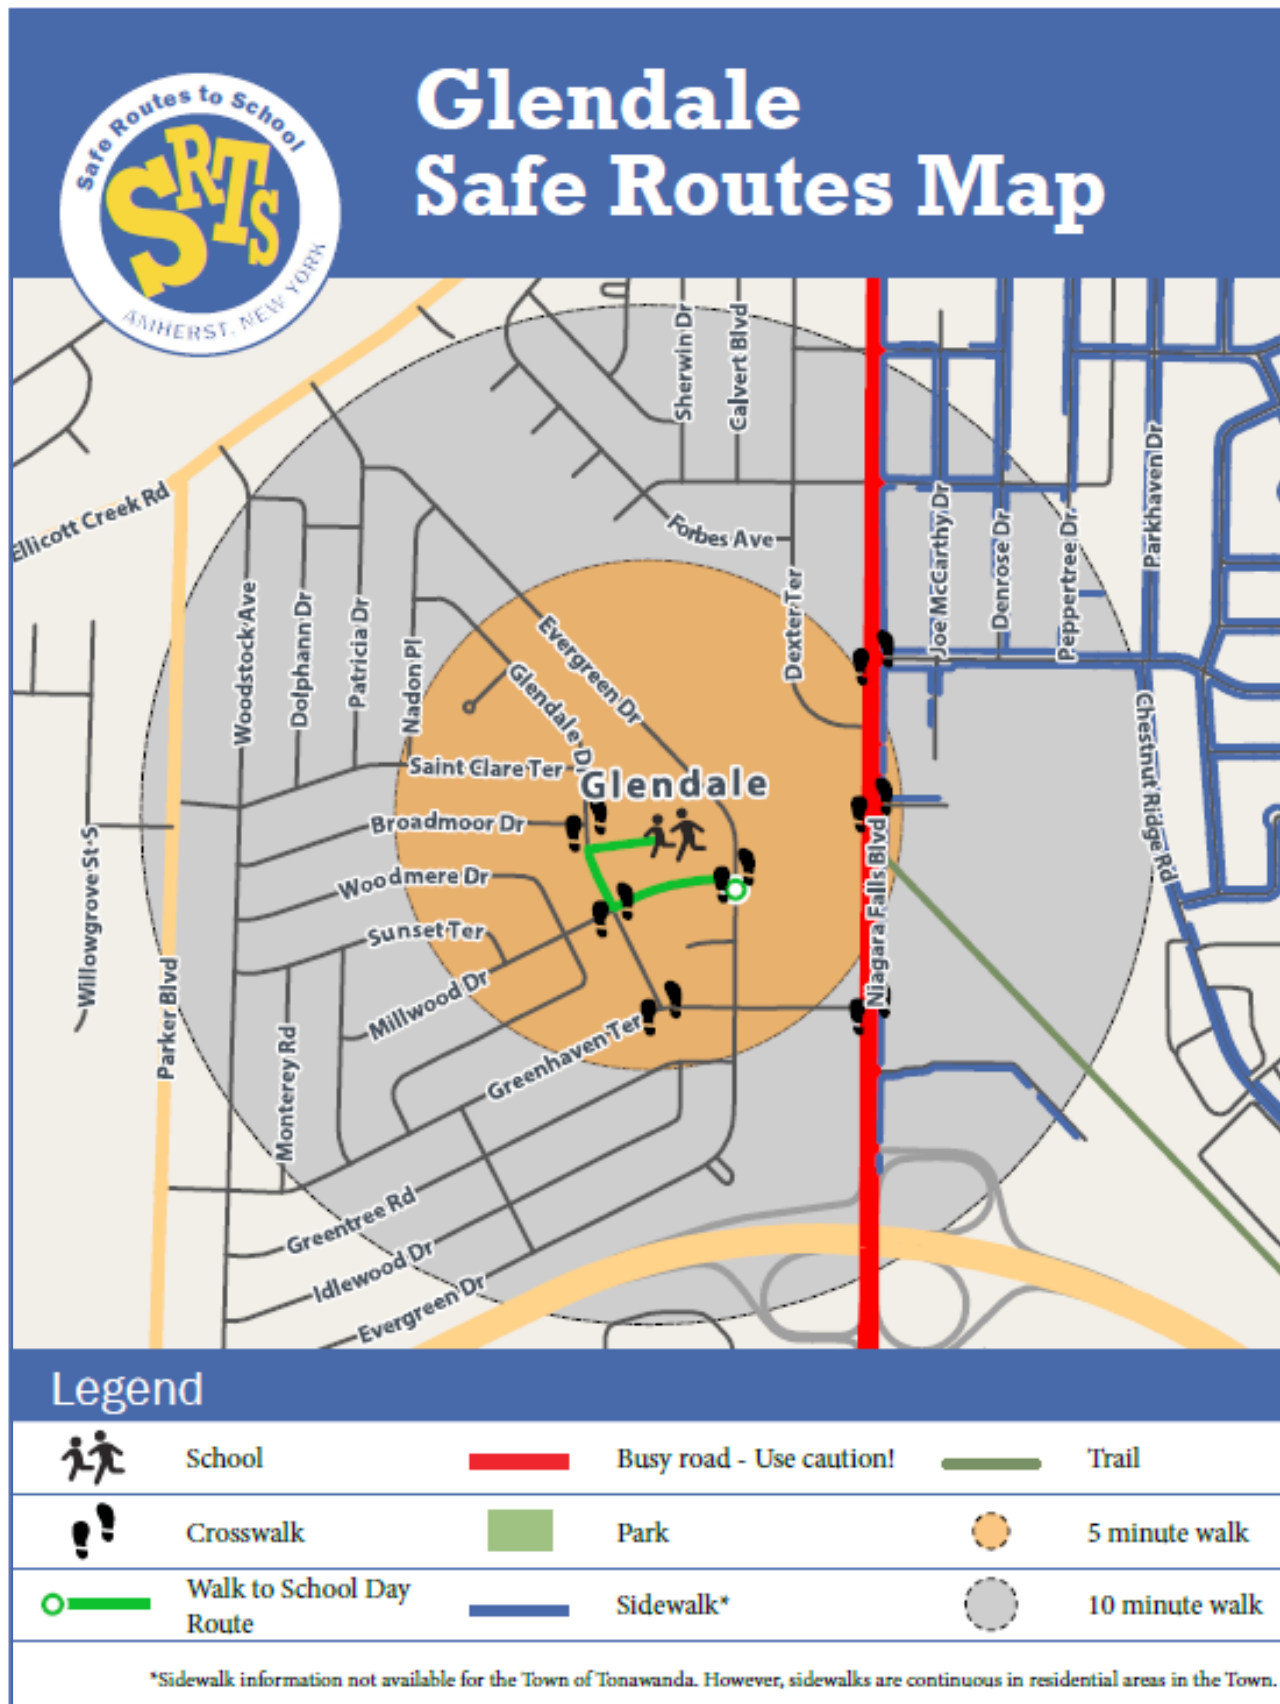 Safe Routes to School
SRTS
AMHERST, NEW YORK
Glendale
Safe Routes Map
Sherwin Dr
Calvert Blvd
Ellicott Creek Rd
Forbes Ave
Parkhaven Dr
Joe McCarthy Dr
Denrose Dr
Peppertree Dr
Dexter Ter
Woodstock Ave
Dolphann Dr
Patricia Dr
Nadon Pl
Evergreen Dr
Glendale Dr
Saint Clare Ter
Glendale
Chestnut Ridge Rd
Broadmoor Dr
Woodmere Dr
Willowgrove St S
Niagara Falls Blvd
Sunset Ter
Millwood Dr
Parker Blvd
Monterey Rd
Greenhaven Ter
Greentree Rd
Idlewood Dr
Evergreen Dr
Legend
School
Busy road - Use caution!
Trail
Crosswalk
Park
5 minute walk
Walk to School Day
Route
Sidewalk*
10 minute walk
*Sidewalk information not available for the Town of Tonawanda. However, sidewalks are continuous in residential areas in the Town.